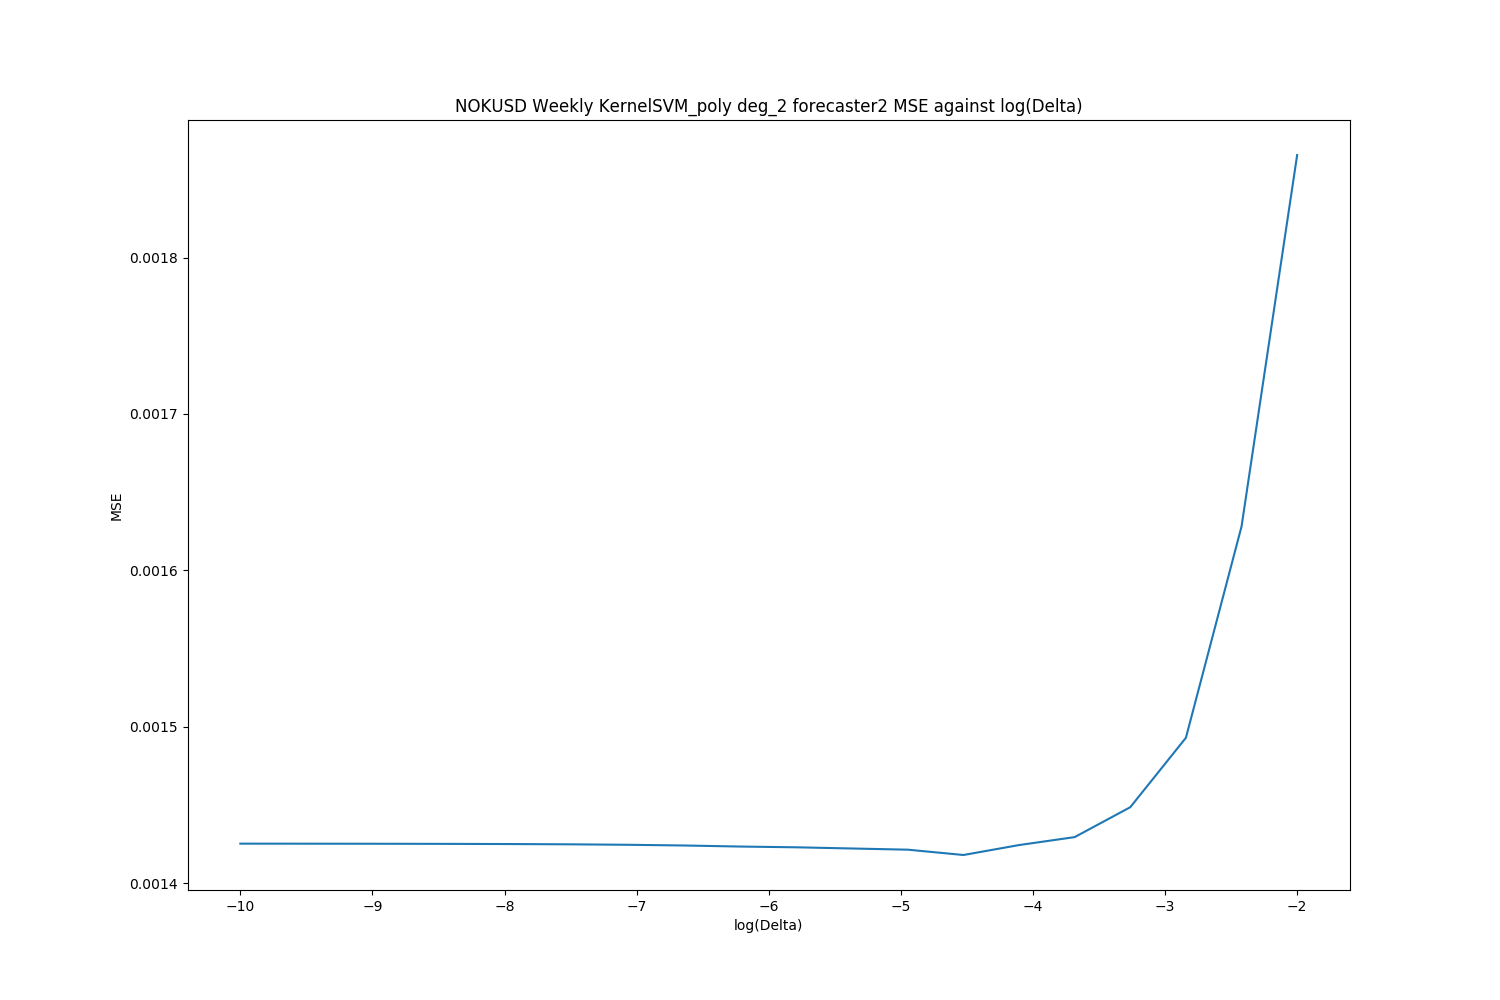 NOKUSD Weekly KernelSVM_poly deg_2 forecaster2 MSE against log(Delta)
MSE
0.0018
0.0017
0.0016
0.0015
0.0014
−10 −9 −8 −7 −6 −5 −4 −3 −2
log(Delta)